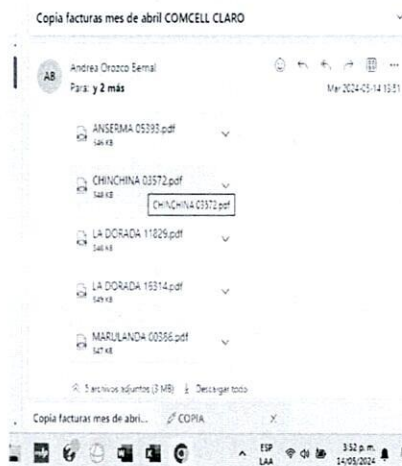 Copia facturas mes de abril COMCELL CLARO
AB
Andrea Orozco Bernal
Para: y 2 más
Mar 2024-05-14 15:51
ANSERMA 05393.pdf
546 KB
CHINCHINA 03572.pdf
548 KB
CHINCHINA 03572.pdf
LA DORADA 11829.pdf
546 KB
LA DORADA 16314.pdf
549 KB
MARULANDA 00366.pdf
547 KB
5 archivos adjuntos (3 MB) Descargar todo
Copia facturas mes de abri... COPIA X
ESP
LAA
3:52 p. m.
14/05/2024